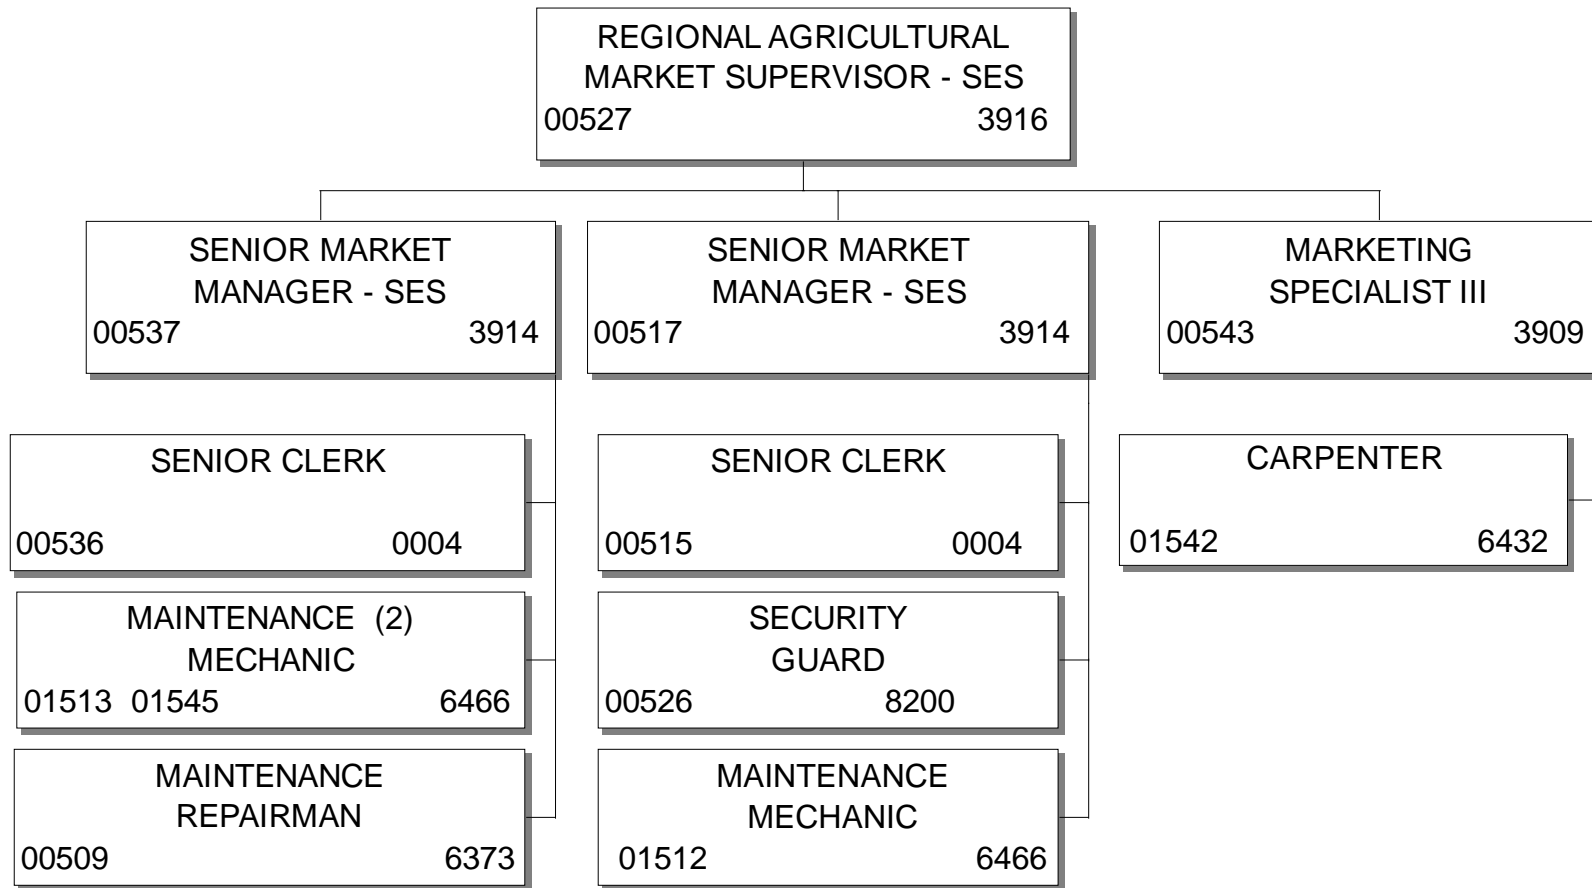 REGIONAL AGRICULTURAL
MARKET SUPERVISOR - SES
00527 3916
SENIOR MARKET
MANAGER - SES
00537 3914
SENIOR MARKET
MANAGER - SES
00517 3914
MARKETING
SPECIALIST III
00543 3909
SENIOR CLERK
00536 0004
SENIOR CLERK
00515 0004
CARPENTER
01542 6432
MAINTENANCE (2)
MECHANIC
01513 01545 6466
SECURITY
GUARD
00526 8200
MAINTENANCE
REPAIRMAN
00509 6373
MAINTENANCE
MECHANIC
01512 6466